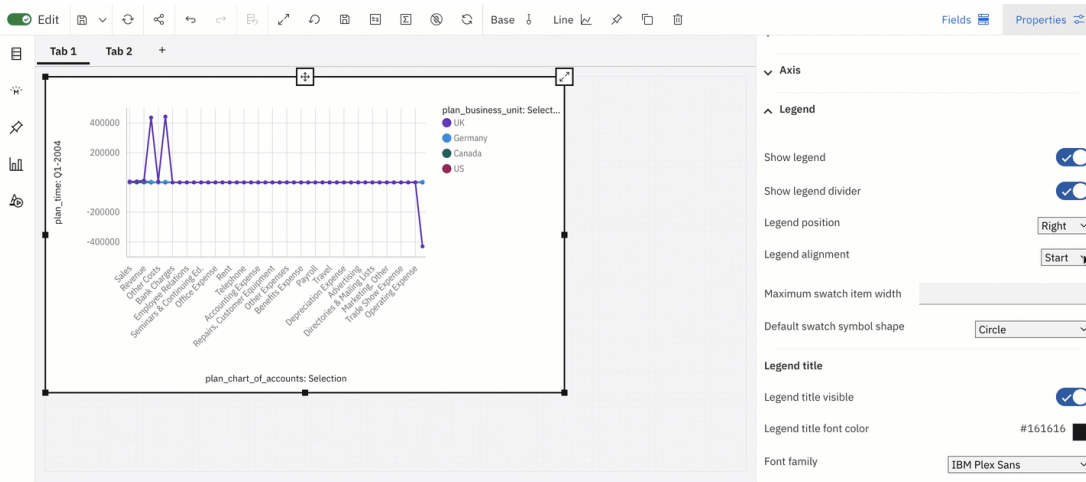 Edit
Base
Line
Fields
Properties
Tab 1
Tab 2
+
plan_time: Q1-2004
400000
200000
-200000
-400000
Sales
Revenue
Other Costs
Bank Charges
Employee Relations
Seminars & Continuing Ed.
Office Expense
Rent
Telephone
Accounting Expense
Repairs, Customer Equipment
Other Expenses
Benefits Expense
Payroll
Travel
Depreciation Expense
Advertising
Directories & Mailing Lists
Marketing, Other
Trade Show Expense
Operating Expense
plan_chart_of_accounts: Selection
plan_business_unit: Select...
UK
Germany
Canada
US
Axis
Legend
Show legend
Show legend divider
Legend position
Right
Legend alignment
Start
Maximum swatch item width
Default swatch symbol shape
Circle
Legend title
Legend title visible
Legend title font color
#161616
Font family
IBM Plex Sans